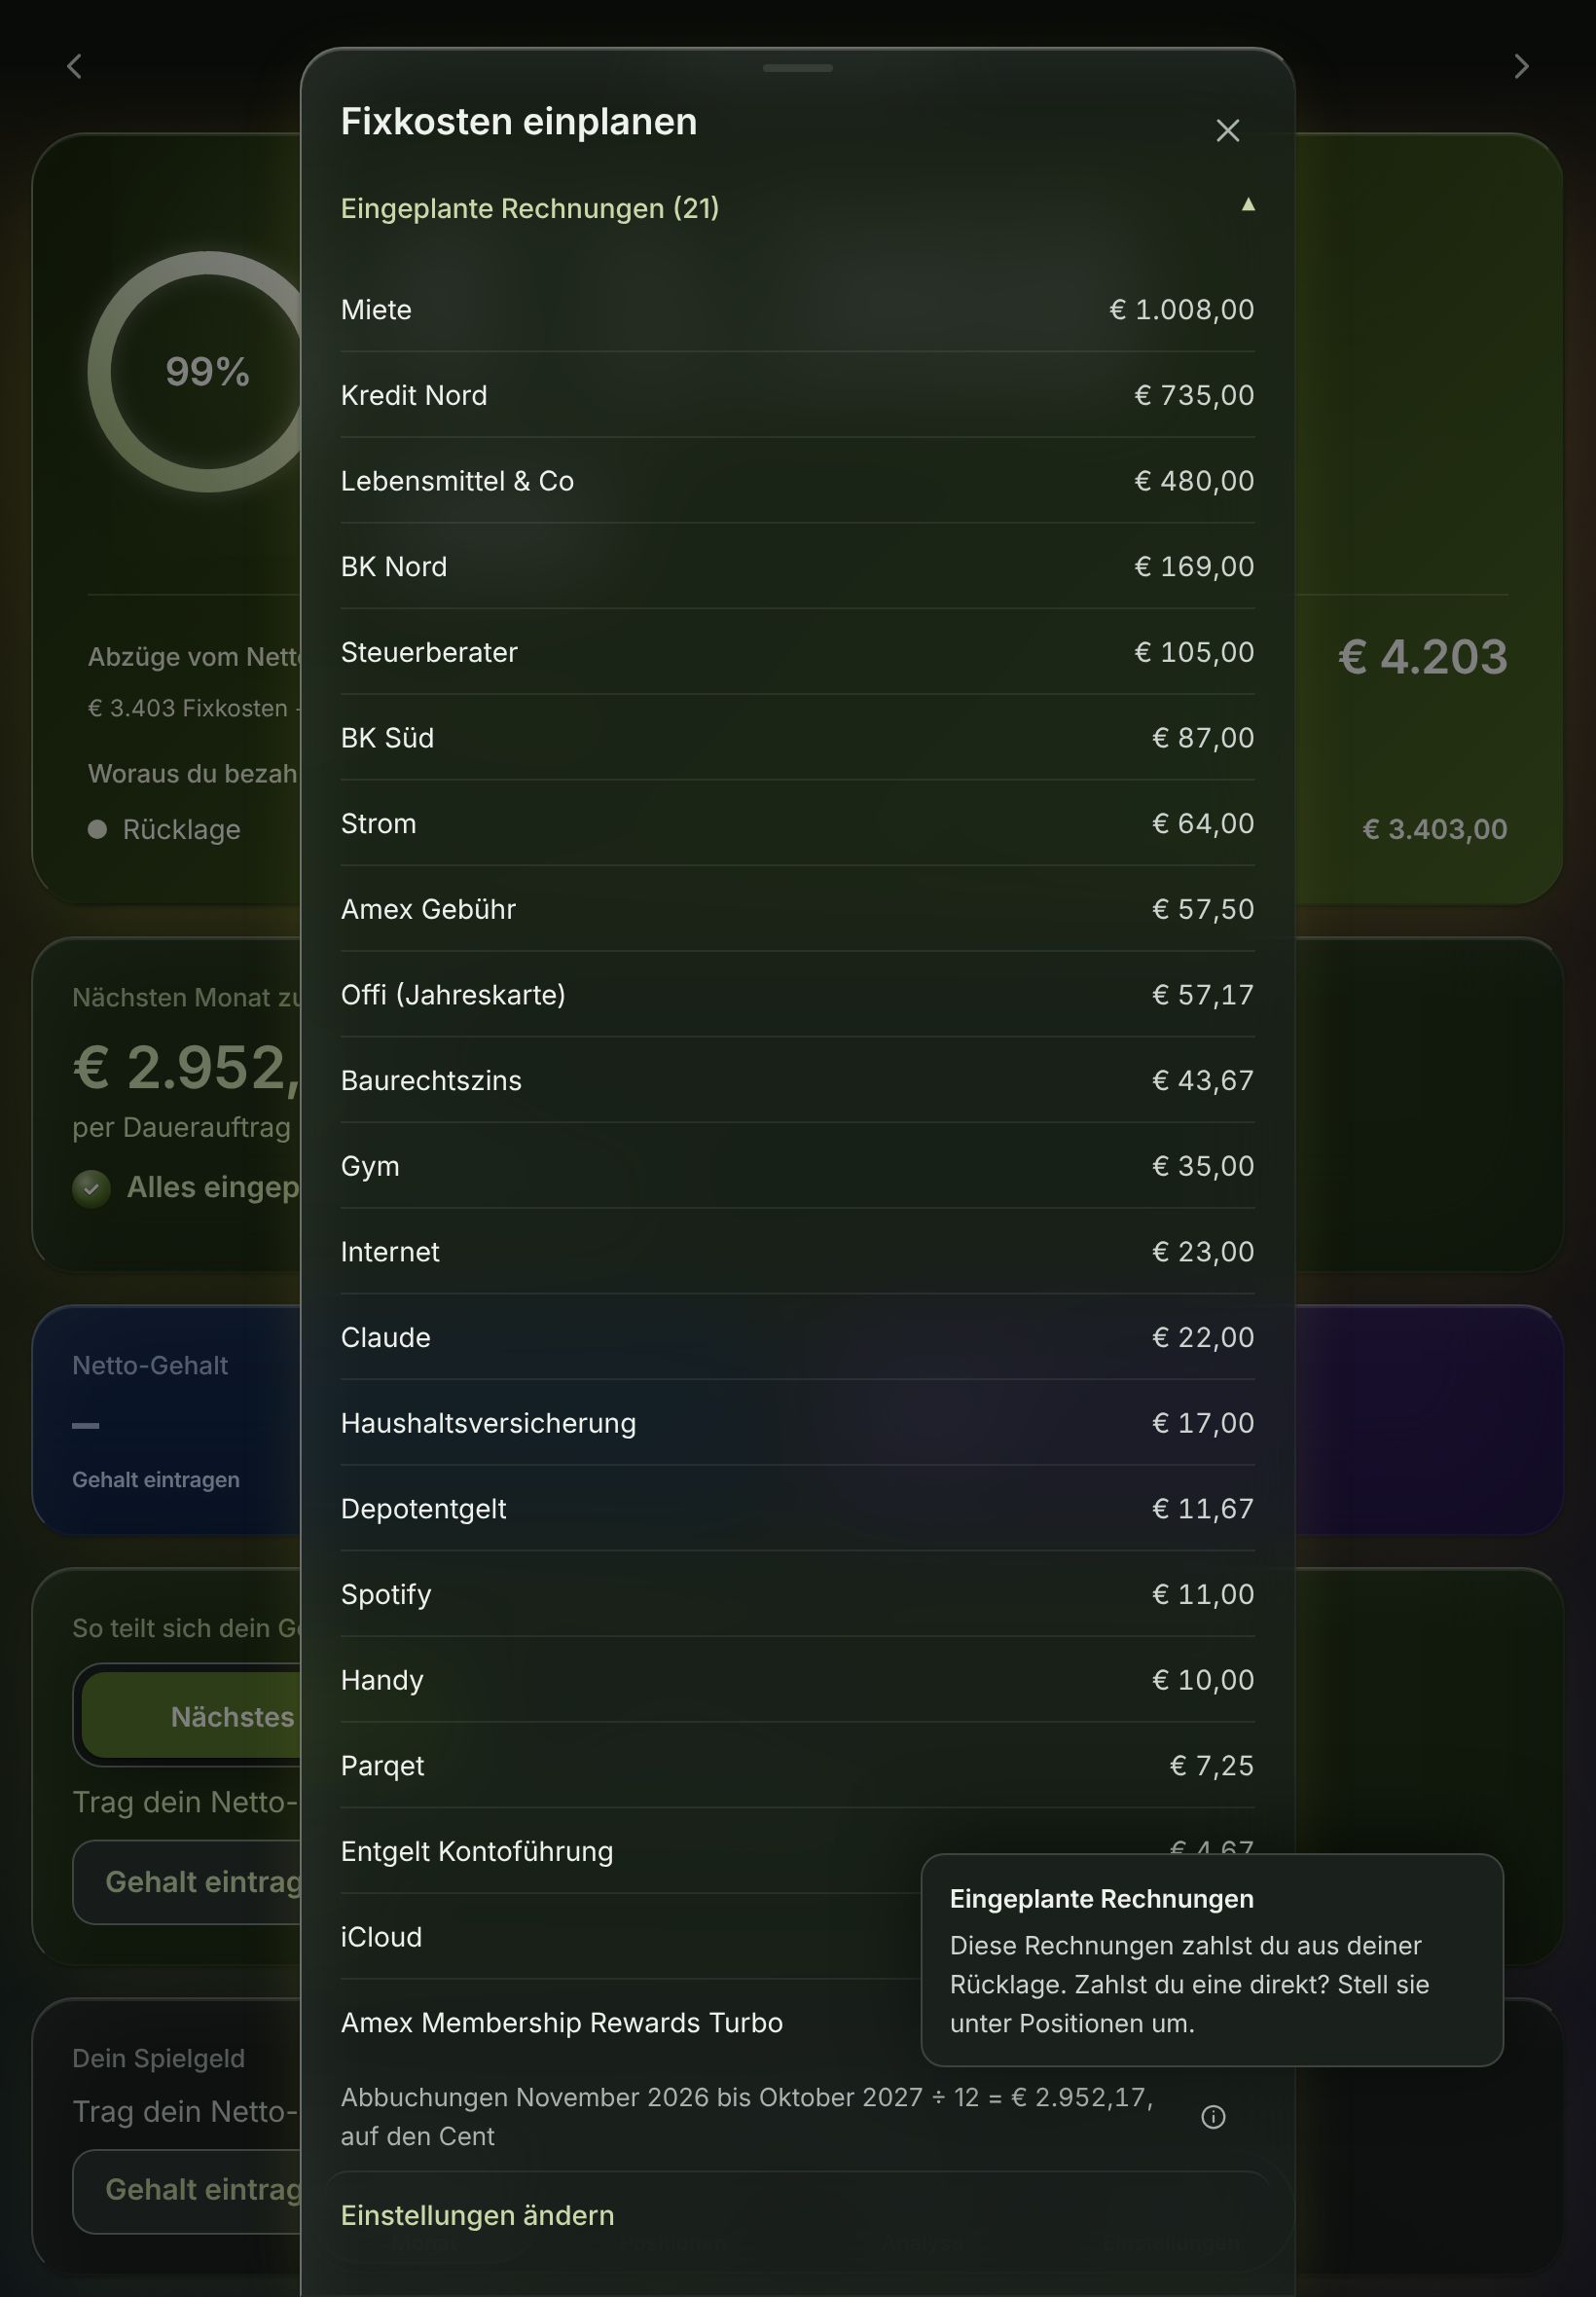 Fixkosten einplanen
Eingeplante Rechnungen (21)
Miete € 1.008,00
Kredit Nord € 735,00
Lebensmittel & Co € 480,00
BK Nord € 169,00
Steuerberater € 105,00
BK Süd € 87,00
Strom € 64,00
Amex Gebühr € 57,50
Offi (Jahreskarte) € 57,17
Baurechtszins € 43,67
Gym € 35,00
Internet € 23,00
Claude € 22,00
Haushaltsversicherung € 17,00
Depotentgelt € 11,67
Spotify € 11,00
Handy € 10,00
Parqet € 7,25
Entgelt Kontoführung € 4,67
iCloud
Amex Membership Rewards Turbo
Eingeplante Rechnungen
Diese Rechnungen zahlst du aus deiner
Rücklage. Zahlst du eine direkt? Stell sie
unter Positionen um.
Abbuchungen November 2026 bis Oktober 2027 ÷ 12 = € 2.952,17,
auf den Cent
Einstellungen ändern
99%
Abzüge vom
€ 4.203
€ 3.403 Fixkosten
Woraus du
Rücklage € 3.403,00
Nächsten Monat
€ 2.952,
per Dauerauftrag
Alles
Netto-Gehalt
–
Gehalt eintragen
So teilt sich dein
Nächstes
Trag dein Netto-
Gehalt
Dein Spielgeld
Trag dein Netto-
Gehalt